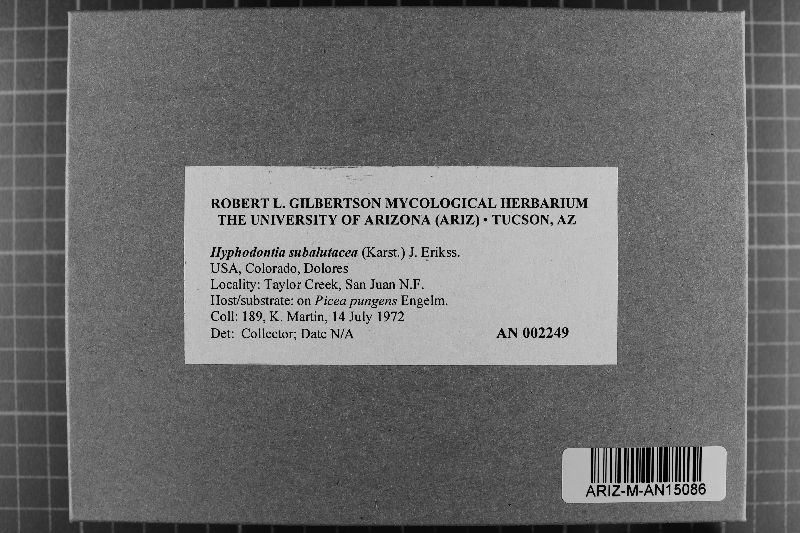 ROBERT L. GILBERTSON MYCOLOGICAL HERBARIUM
THE UNIVERSITY OF ARIZONA (ARIZ) • TUCSON, AZ
Hyphodontia subalutacea (Karst.) J. Erikss.
USA, Colorado, Dolores
Locality: Taylor Creek, San Juan N.F.
Host/substrate: on Picea pungens Engelm.
Coll: 189, K. Martin, 14 July 1972
Det: Collector; Date N/A
AN 002249
ARIZ-M-AN15086